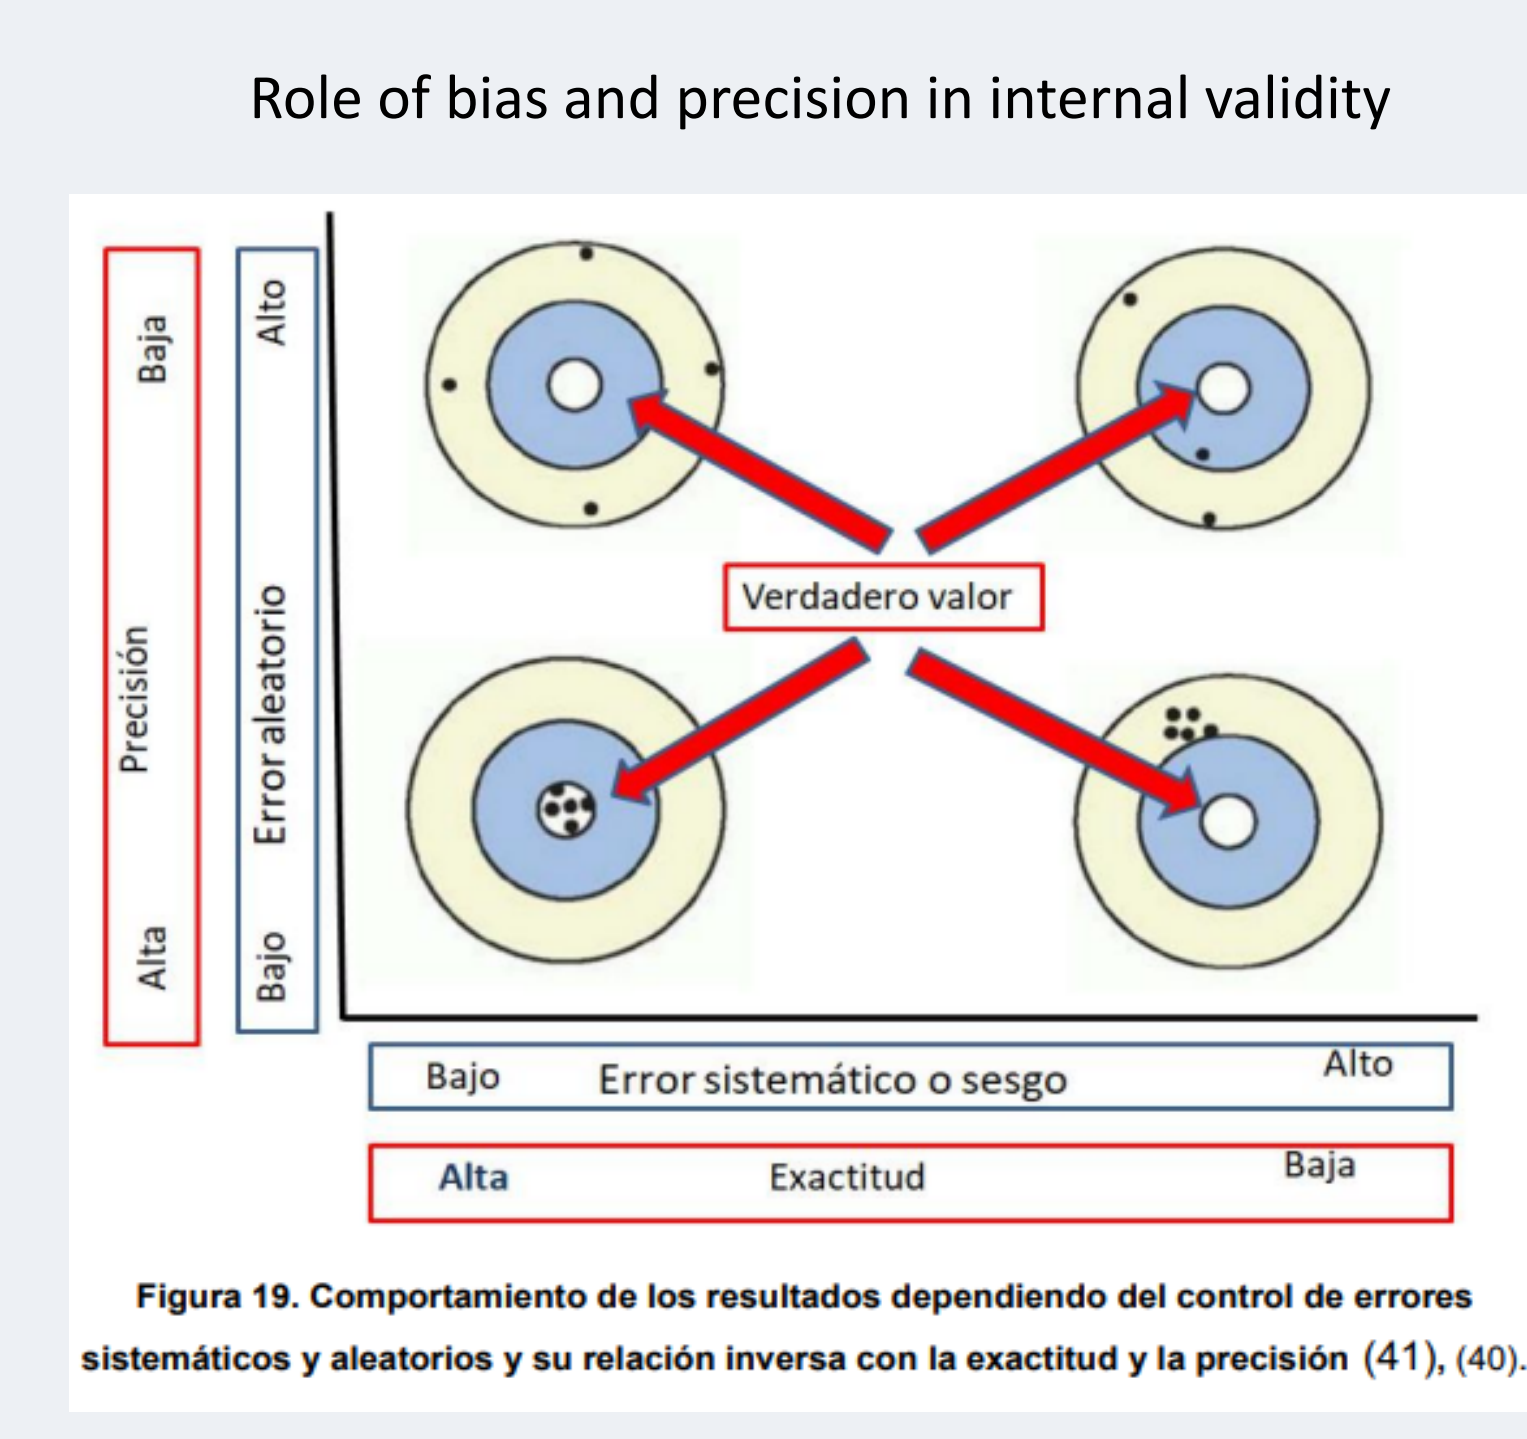 Role of bias and precision in internal validity
Baja
Precisión
Alta
Alto
Error aleatorio
Bajo
Verdadero valor
Bajo Error sistemático o sesgo Alto
Alta Exactitud Baja
Figura 19. Comportamiento de los resultados dependiendo del control de errores
sistemáticos y aleatorios y su relación inversa con la exactitud y la precisión (41), (40).